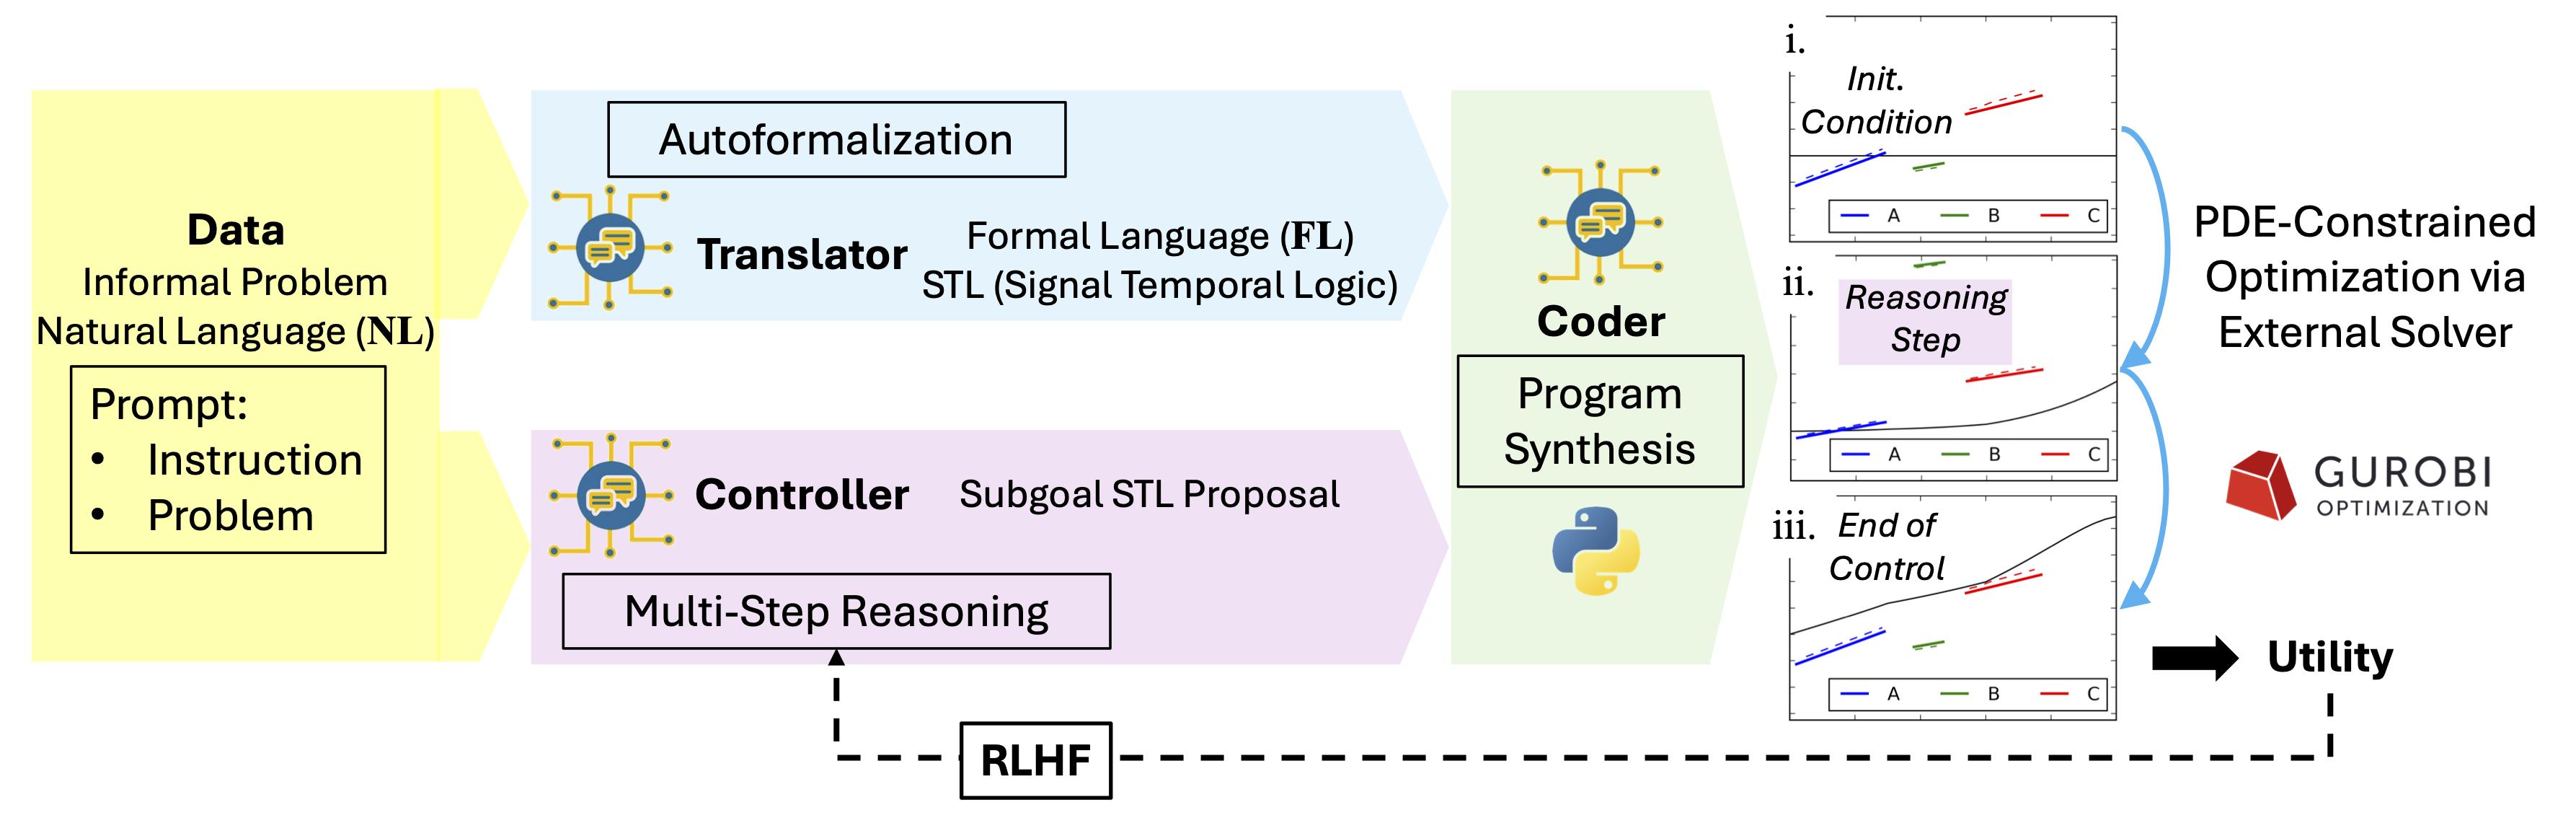 Data
Informal Problem
Natural Language (NL)
Prompt:
• Instruction
• Problem
Autoformalization
Translator
Formal Language (FL)
STL (Signal Temporal Logic)
Controller
Subgoal STL Proposal
Multi-Step Reasoning
RLHF
Coder
Program
Synthesis
i.
Init.
Condition
A B C
ii.
Reasoning
Step
A B C
iii.
End of
Control
A B C
PDE-Constrained
Optimization via
External Solver
GUROBI
OPTIMIZATION
Utility